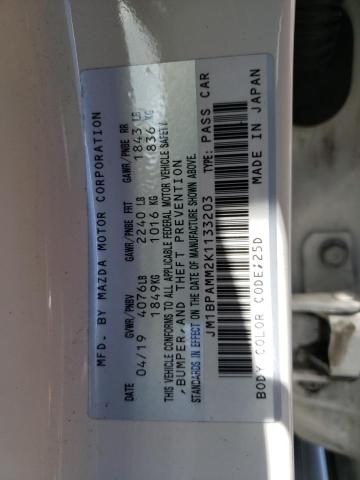 MFD. BY MAZDA MOTOR CORPORATION
DATE GVWR/PNBV GAWR/PNBE FRT GAWR/PNBE RR
04/19 4076LB 2240 LB 1843 LB
1849KG 1016 KG 836 KG
THIS VEHICLE CONFORMS TO ALL APPLICABLE FEDERAL MOTOR VEHICLE SAFETY
,BUMPER,AND THEFT PREVENTION
STANDARDS IN EFFECT ON THE DATE OF MANUFACTURE SHOWN ABOVE.
JM1BPAMM2K1133203 TYPE: PASS CAR
BODY COLOR CODE:25D MADE IN JAPAN